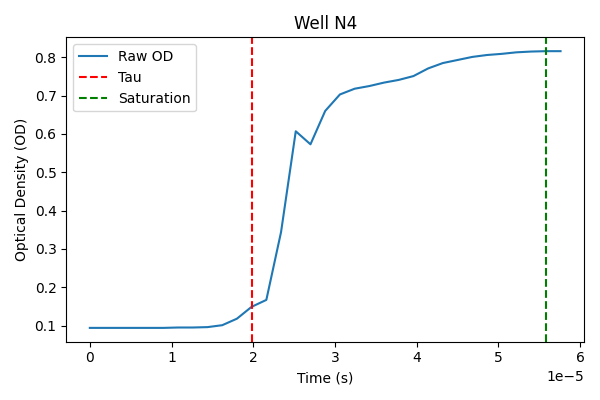 Well N4
Raw OD
Tau
Saturation
Optical Density (OD)
0.8
0.7
0.6
0.5
0.4
0.3
0.2
0.1
0 1 2 3 4 5 6
1e−5
Time (s)